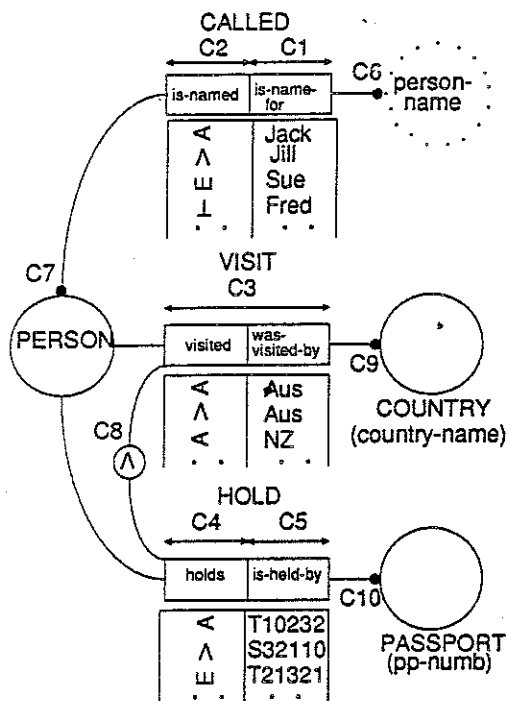 CALLED
C2 C1
is-named is-name-for
C6
person-
name
Jack
Jill
Sue
Fred
. . . .
C7
PERSON
VISIT
C3
visited was-
visited-by
C9
COUNTRY
(country-name)
Aus
Aus
NZ
. . . .
C8
HOLD
C4 C5
holds is-held-by
C10
PASSPORT
(pp-numb)
T10232
S32110
T21321
. . . .